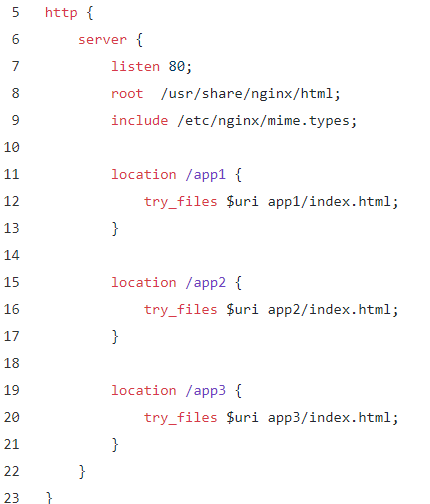 5 http {
6 server {
7 listen 80;
8 root  /usr/share/nginx/html;
9 include /etc/nginx/mime.types;
10
11 location /app1 {
12 try_files $uri app1/index.html;
13 }
14
15 location /app2 {
16 try_files $uri app2/index.html;
17 }
18
19 location /app3 {
20 try_files $uri app3/index.html;
21 }
22 }
23 }